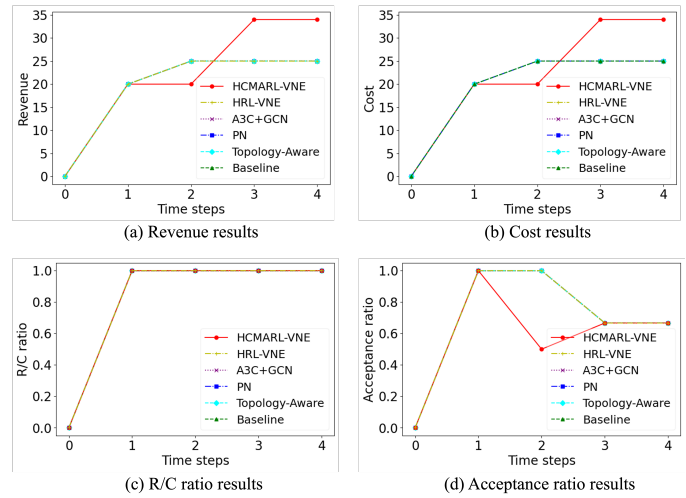 35
30
25
20
15
10
5
0
Revenue
HCMARL-VNE
HRL-VNE
A3C+GCN
PN
Topology-Aware
Baseline
0 1 2 3 4
Time steps
(a) Revenue results
35
30
25
20
15
10
5
0
Cost
HCMARL-VNE
HRL-VNE
A3C+GCN
PN
Topology-Aware
Baseline
0 1 2 3 4
Time steps
(b) Cost results
1.0
0.8
0.6
0.4
0.2
0.0
R/C ratio
HCMARL-VNE
HRL-VNE
A3C+GCN
PN
Topology-Aware
Baseline
0 1 2 3 4
Time steps
(c) R/C ratio results
1.0
0.8
0.6
0.4
0.2
0.0
Acceptance ratio
HCMARL-VNE
HRL-VNE
A3C+GCN
PN
Topology-Aware
Baseline
0 1 2 3 4
Time steps
(d) Acceptance ratio results